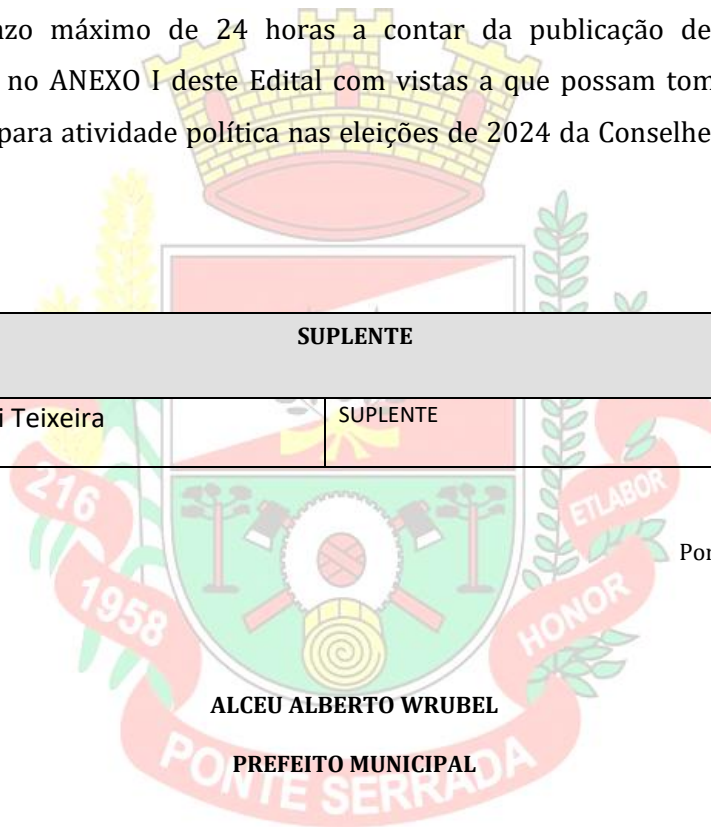 azo máximo de 24 horas a contar da publicação de
no ANEXO I deste Edital com vistas a que possam tom
para atividade política nas eleições de 2024 da Conselhe
SUPLENTE
i Teixeira
SUPLENTE
216
1958
ETLABOR
HONOR
Por
ALCEU ALBERTO WRUBEL
PREFEITO MUNICIPAL
PONTE SERRADA